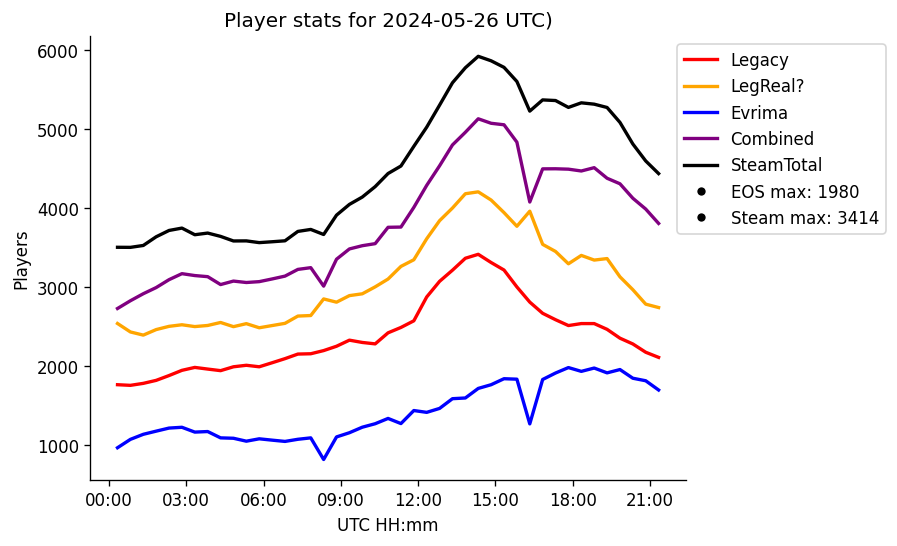 Player stats for 2024-05-26 UTC)
6000
5000
4000
3000
2000
1000
Players
00:00 03:00 06:00 09:00 12:00 15:00 18:00 21:00
UTC HH:mm
Legacy
LegReal?
Evrima
Combined
SteamTotal
EOS max: 1980
Steam max: 3414